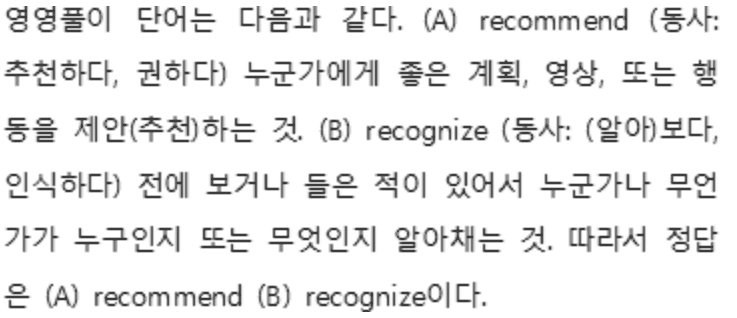 영영풀이 단어는 다음과 같다. (A) recommend (동사:
추천하다, 권하다) 누군가에게 좋은 계획, 영상, 또는 행
동을 제안(추천)하는 것. (B) recognize (동사: (알아)보다,
인식하다) 전에 보거나 들은 적이 있어서 누군가나 무언
가가 누구인지 또는 무엇인지 알아채는 것. 따라서 정답
은 (A) recommend (B) recognize이다.